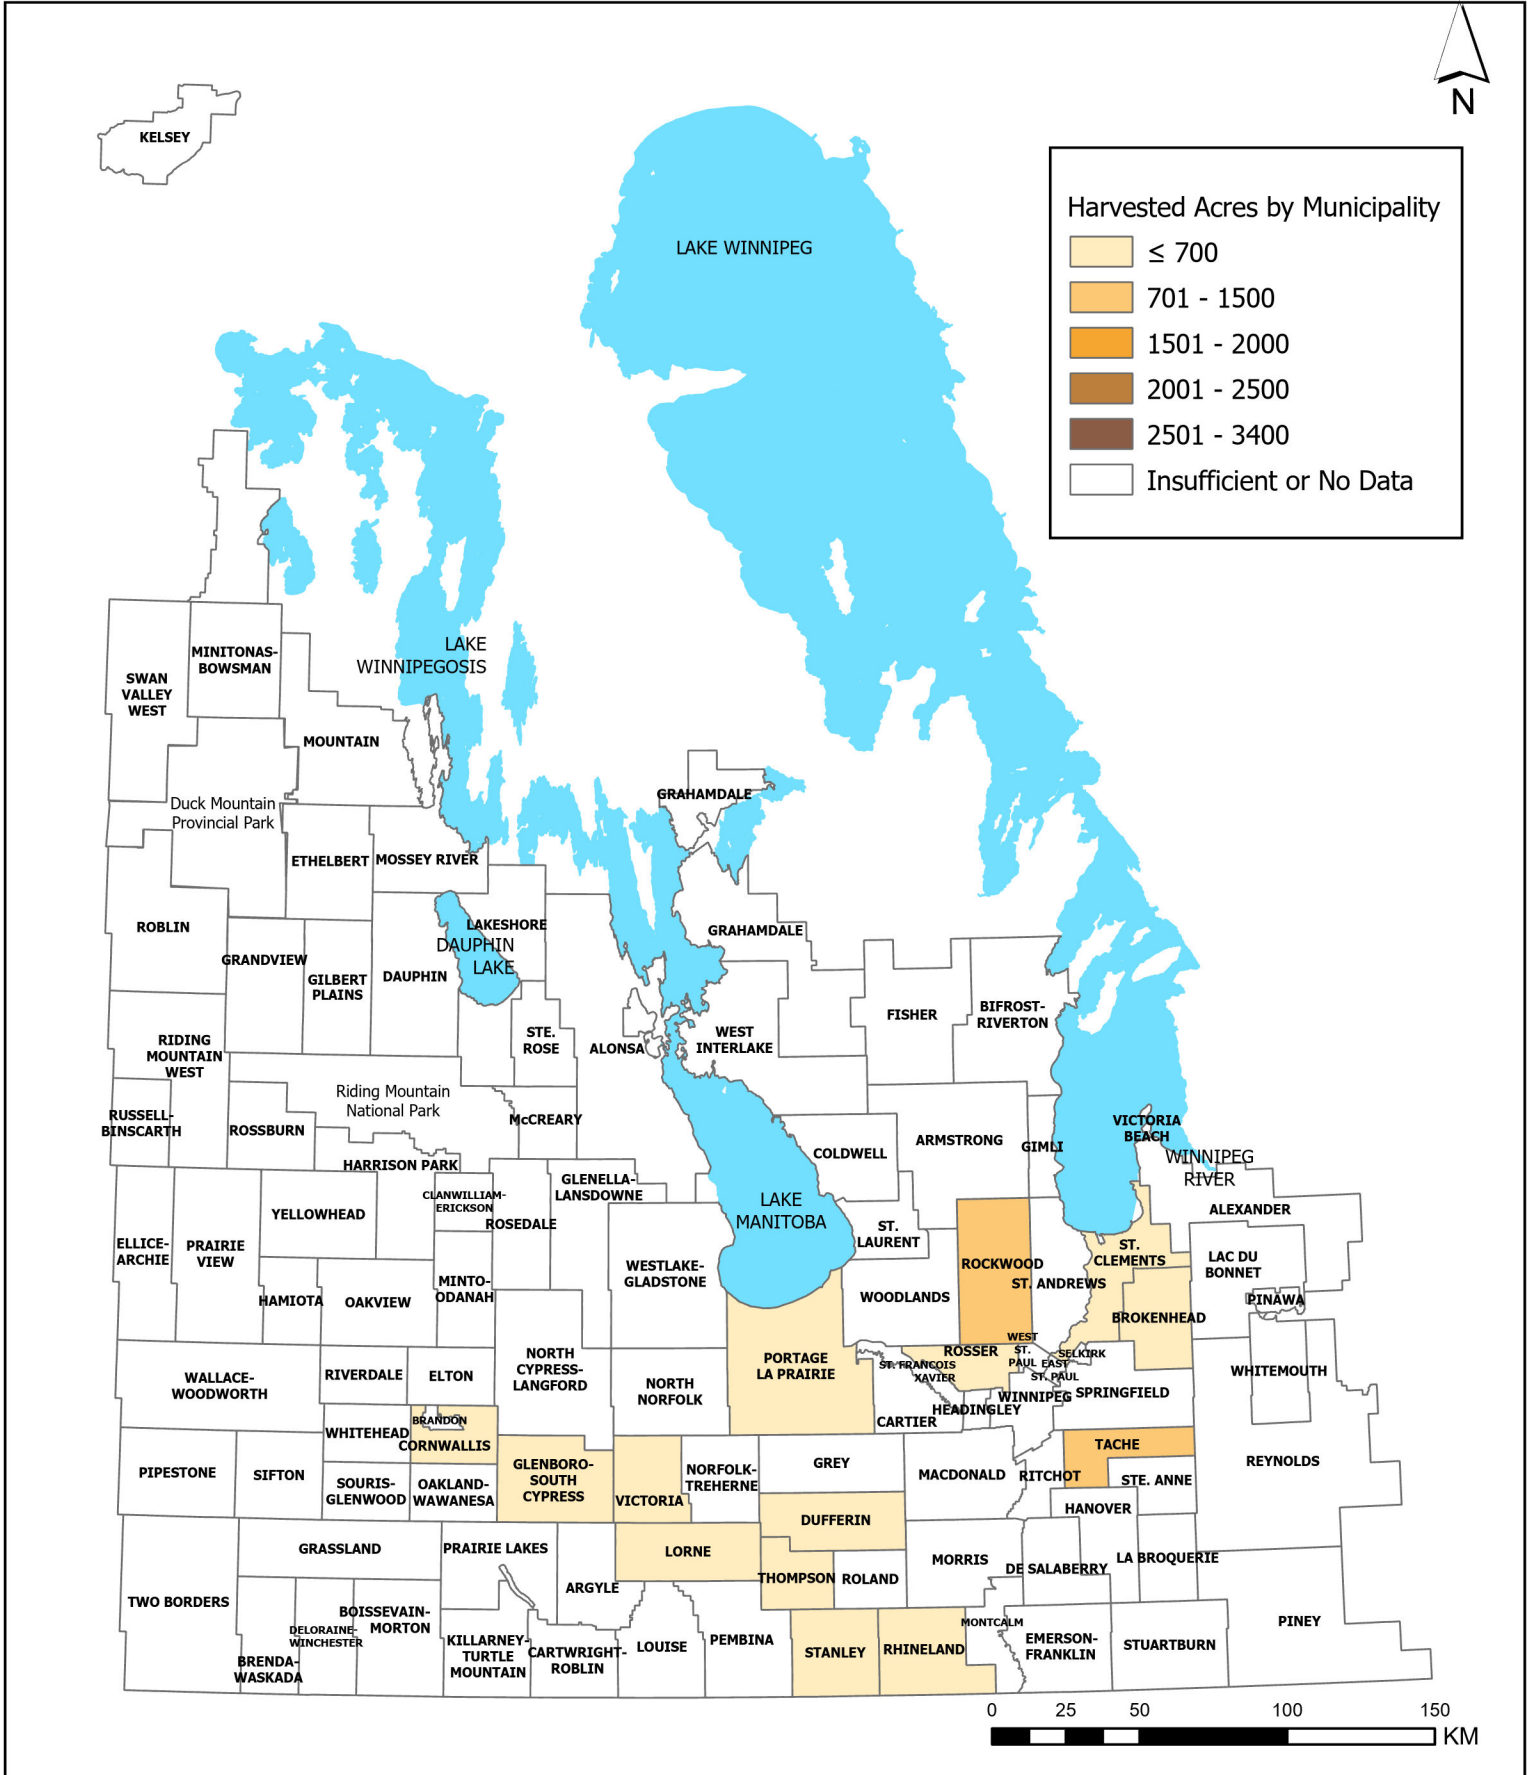 N
KELSEY
Harvested Acres by Municipality
≤ 700
701 - 1500
1501 - 2000
2001 - 2500
2501 - 3400
Insufficient or No Data
LAKE WINNIPEG
LAKE
WINNIPEGOSIS
MINITONAS-
BOWSMAN
SWAN
VALLEY
WEST
MOUNTAIN
Duck Mountain
Provincial Park
GRAHAMDALE
ETHELBERT
MOSSEY RIVER
ROBLIN
LAKESHORE
GRAHAMDALE
DAUPHIN
LAKE
GRANDVIEW
GILBERT
PLAINS
DAUPHIN
FISHER
BIFROST-
RIVERTON
RIDING
MOUNTAIN
WEST
STE.
ROSE
ALONSA
WEST
INTERLAKE
Riding Mountain
National Park
RUSSELL-
BINSCARTH
ROSSBURN
McCREARY
VICTORIA
BEACH
ARMSTRONG
GIMLI
COLDWELL
HARRISON PARK
WINNIPEG
RIVER
GLENELLA-
LANSDOWNE
CLANWILLIAM-
ERICKSON
ROSEDALE
YELLOWHEAD
LAKE
MANITOBA
ALEXANDER
ST.
LAURENT
ELLICE-
ARCHIE
PRAIRIE
VIEW
ST.
CLEMENTS
LAC DU
BONNET
WESTLAKE-
GLADSTONE
ROCKWOOD
ST. ANDREWS
MINTO-
ODANAH
HAMIOTA
OAKVIEW
WOODLANDS
PINAWA
BROKENHEAD
WEST
ST.
PAUL
ROSSER
SELKIRK
EAST
ST. PAUL
ST. FRANCOIS
XAVIER
NORTH
CYPRESS-
LANGFORD
PORTAGE
LA PRAIRIE
WHITEMOUTH
RIVERDALE
ELTON
WALLACE-
WOODWORTH
NORTH
NORFOLK
SPRINGFIELD
WINNIPEG
HEADINGLEY
CARTIER
BRANDON
WHITEHEAD
CORNWALLIS
TACHE
PIPESTONE
SIFTON
SOURIS-
GLENWOOD
OAKLAND-
WAWANESA
GLENBORO-
SOUTH
CYPRESS
VICTORIA
NORFOLK-
TREHERNE
GREY
MACDONALD
RITCHOT
STE. ANNE
REYNOLDS
HANOVER
DUFFERIN
GRASSLAND
PRAIRIE LAKES
LORNE
MORRIS
DE SALABERRY
LA BROQUERIE
THOMPSON
ROLAND
ARGYLE
TWO BORDERS
BOISSEVAIN-
MORTON
DELORAINE-
WINCHESTER
BRENDA-
WASKADA
KILLARNEY-
TURTLE
MOUNTAIN
CARTWRIGHT-
ROBLIN
LOUISE
PEMBINA
STANLEY
RHINELAND
MONTCALM
EMERSON-
FRANKLIN
STUARTBURN
PINEY
0 25 50 100 150
KM